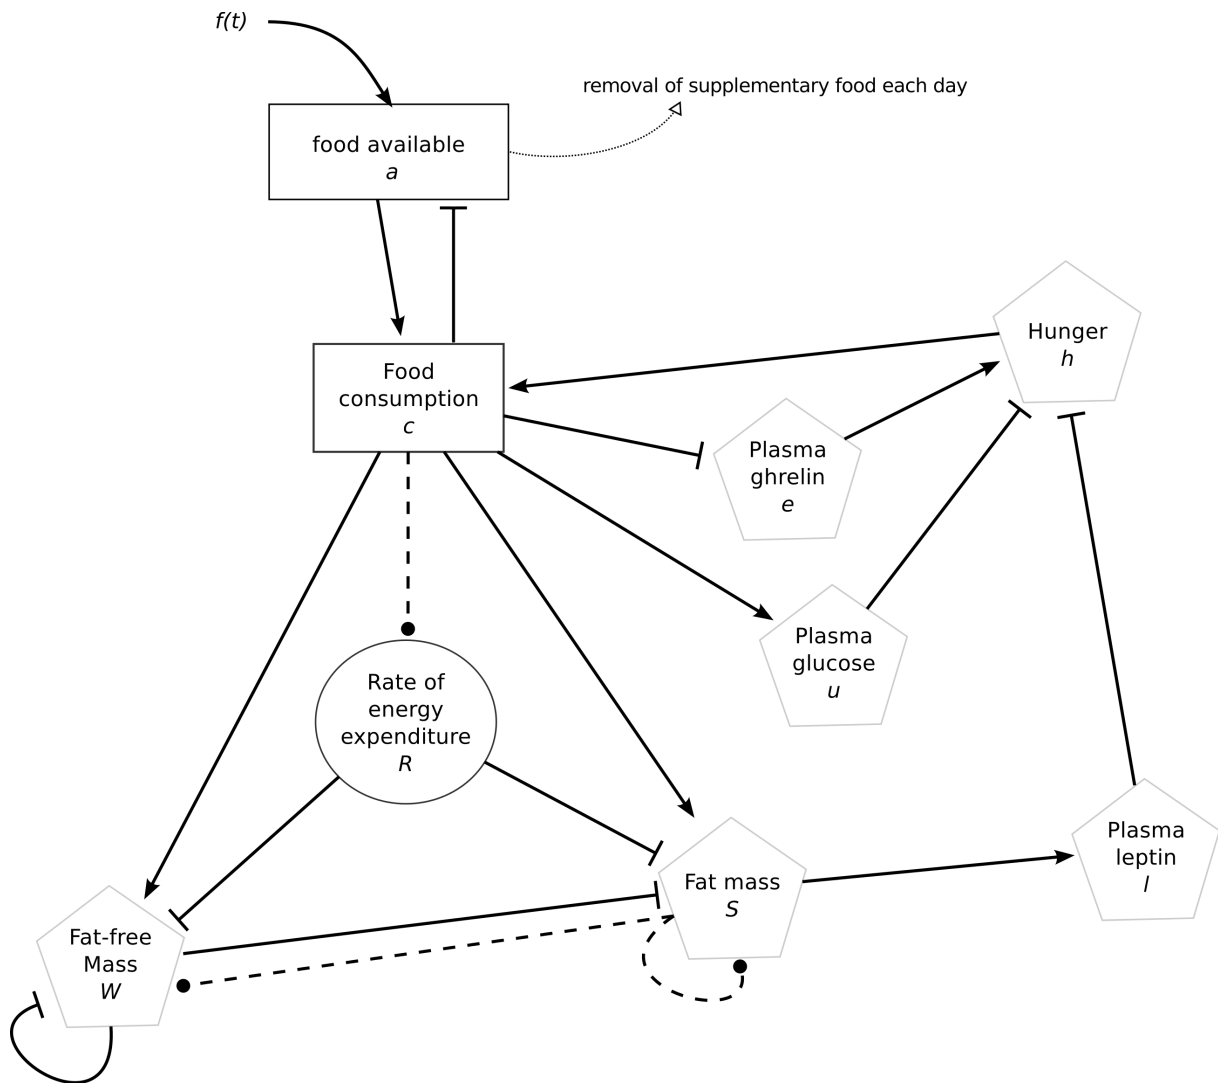 f(t)
removal of supplementary food each day
food available
a
Food
consumption
c
Hunger
h
Plasma
ghrelin
e
Plasma
glucose
u
Rate of
energy
expenditure
R
Plasma
leptin
l
Fat mass
S
Fat-free
Mass
W